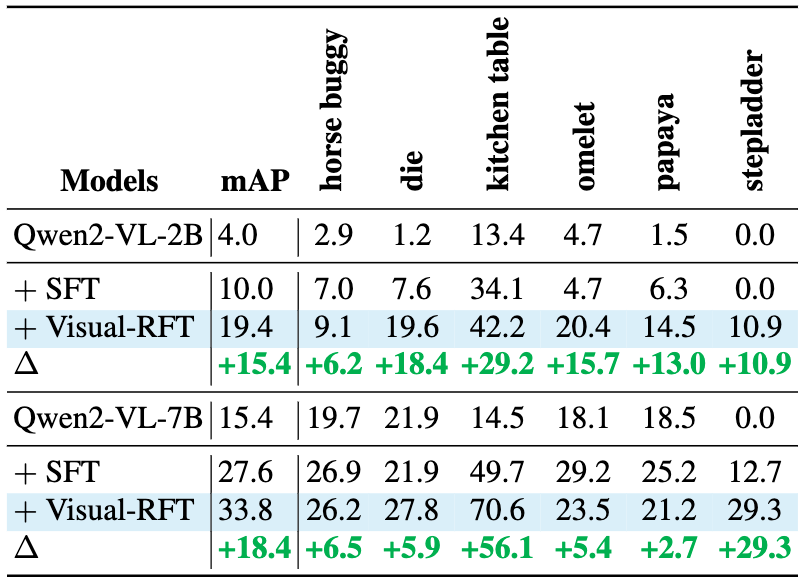 Models mAP horse buggy die kitchen table omelet papaya stepladder
Qwen2-VL-2B 4.0 2.9 1.2 13.4 4.7 1.5 0.0
+ SFT 10.0 7.0 7.6 34.1 4.7 6.3 0.0
+ Visual-RFT 19.4 9.1 19.6 42.2 20.4 14.5 10.9
Δ +15.4 +6.2 +18.4 +29.2 +15.7 +13.0 +10.9
Qwen2-VL-7B 15.4 19.7 21.9 14.5 18.1 18.5 0.0
+ SFT 27.6 26.9 21.9 49.7 29.2 25.2 12.7
+ Visual-RFT 33.8 26.2 27.8 70.6 23.5 21.2 29.3
Δ +18.4 +6.5 +5.9 +56.1 +5.4 +2.7 +29.3